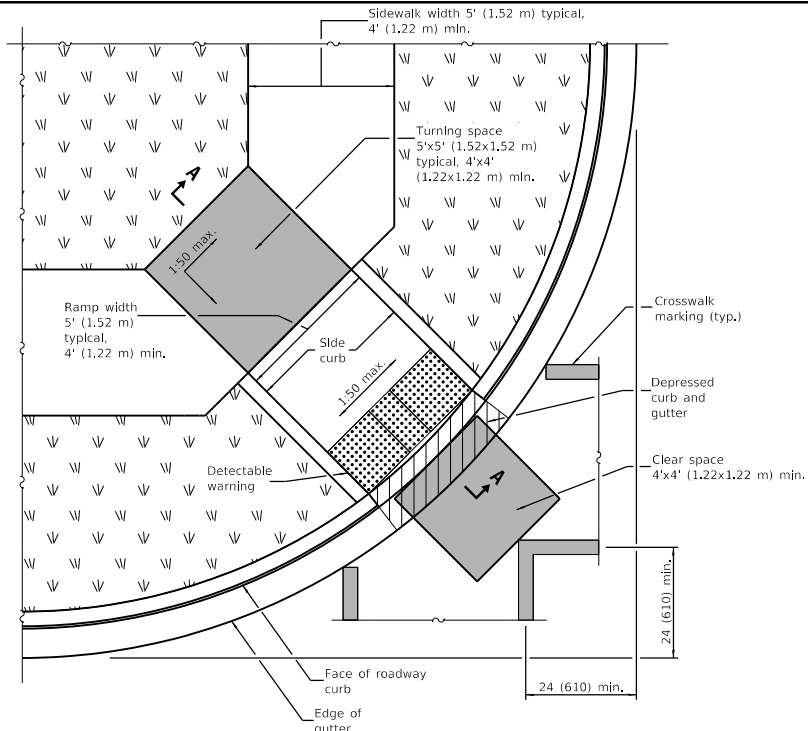 Sidewalk width 5' (1.52 m) typical,
4' (1.22 m) min.
Turning space
5'x5' (1.52x1.52 m)
typical, 4'x4'
(1.22x1.22 m) min.
A
1:50 max.
Ramp width
5' (1.52 m)
typical,
4' (1.22 m) min.
Side
curb
1:50 max.
Crosswalk
marking (typ.)
Depressed
curb and
gutter
Detectable
warning
A
Clear space
4'x4' (1.22x1.22 m) min.
24 (610) min.
24 (610) min.
Face of roadway
curb
Edge of
gutter